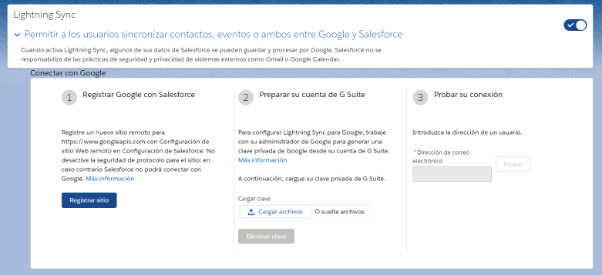 Lightning Sync
Permitir a los usuarios sincronizar contactos, eventos o ambos entre Google y Salesforce
Cuando activa Lightning Sync, algunos de sus datos de Salesforce se pueden guardar y procesar por Google. Salesforce no se
responsabiliza de las prácticas de seguridad y privacidad de sistemas externos como Gmail o Google Calendar.
Conectar con Google
1 Registrar Google con Salesforce
Registre un nuevo sitio remoto para
https://www.googleapis.com con Configuración de
sitio Web remoto en Configuración de Salesforce. No
desactive la seguridad de protocolo para el sitio; en
caso contrario Salesforce no podrá conectar con
Google. Más información
Registrar sitio
2 Preparar su cuenta de G Suite
Para configurar Lightning Sync para Google, trabaje
con su administrador de Google para generar una
clave privada de Google desde su cuenta de G Suite.
Más información
A continuación, cargue su clave privada de G Suite.
Cargar clave
Cargar archivos O suelte archivos
Eliminar clave
3 Probar su conexión
Introduzca la dirección de un usuario.
*Dirección de correo
electrónico
Probar